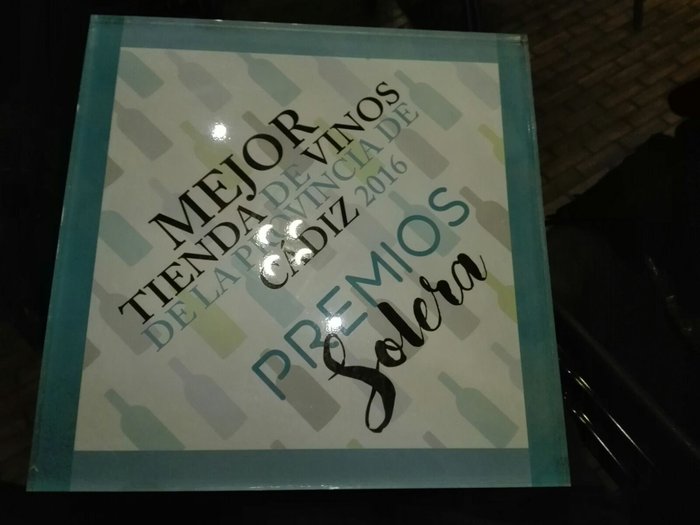 MEJOR
TIENDA DE VINOS
DE LA PROVINCIA DE
CÁDIZ 2016
PREMIOS
Solera